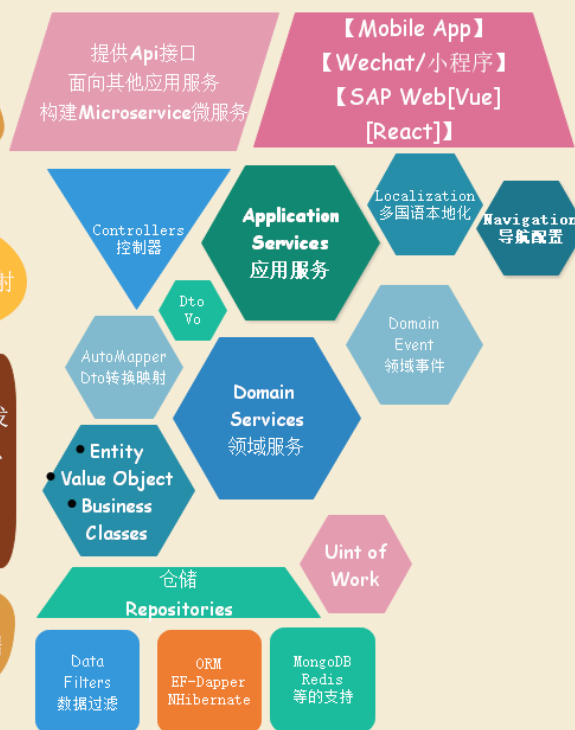 提供Api接口
面向其他应用服务
构建Microservice微服务
【Mobile App】
【Wechat/小程序】
【SAP Web[Vue]
[React]】
Controllers
控制器
Application
Services
应用服务
Localization
多国语本地化
Navigation
导航配置
射
Dto
Vo
AutoMapper
Dto转换映射
Domain
Event
领域事件
Domain
Services
领域服务
发
Entity
Value Object
Business
Classes
Uint of
Work
仓储
Repositories
Data
Filters
数据过滤
ORM
EF-Dapper
NHibernate
MongoDB
Redis
等的支持